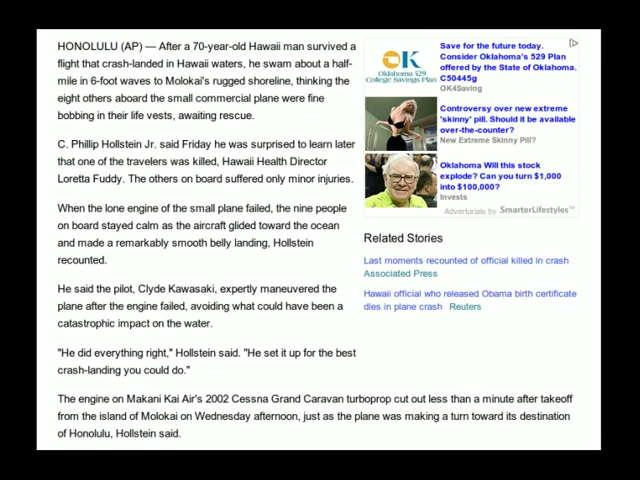 HONOLULU (AP) — After a 70-year-old Hawaii man survived a
flight that crash-landed in Hawaii waters, he swam about a half-
mile in 6-foot waves to Molokai's rugged shoreline, thinking the
eight others aboard the small commercial plane were fine
bobbing in their life vests, awaiting rescue.
C. Phillip Hollstein Jr. said Friday he was surprised to learn later
that one of the travelers was killed, Hawaii Health Director
Loretta Fuddy. The others on board suffered only minor injuries.
When the lone engine of the small plane failed, the nine people
on board stayed calm as the aircraft glided toward the ocean
and made a remarkably smooth belly landing, Hollstein
recounted.
He said the pilot, Clyde Kawasaki, expertly maneuvered the
plane after the engine failed, avoiding what could have been a
catastrophic impact on the water.
"He did everything right," Hollstein said. "He set it up for the best
crash-landing you could do."
The engine on Makani Kai Air's 2002 Cessna Grand Caravan turboprop cut out less than a minute after takeoff
from the island of Molokai on Wednesday afternoon, just as the plane was making a turn toward its destination
of Honolulu, Hollstein said.
OK
Oklahoma 529
College Savings Plan
Save for the future today.
Consider Oklahoma's 529 Plan
offered by the State of Oklahoma.
C50445g
OK4Saving
Controversy over new extreme
'skinny' pill. Should it be available
over-the-counter?
New Extreme Skinny Pill?
Oklahoma Will this stock
explode? Can you turn $1,000
into $100,000?
Invests
Advertorials by SmarterLifestyles™
Related Stories
Last moments recounted of official killed in crash
Associated Press
Hawaii official who released Obama birth certificate
dies in plane crash Reuters